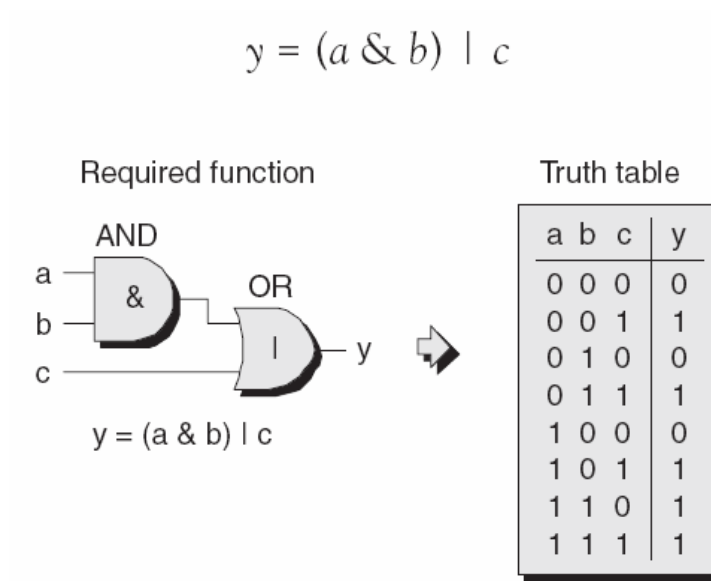 y = (a & b) | c
Required function
AND
a
&
b
OR
|
y
c
y = (a & b) | c
Truth table
a b c y
0 0 0 0
0 0 1 1
0 1 0 0
0 1 1 1
1 0 0 0
1 0 1 1
1 1 0 1
1 1 1 1